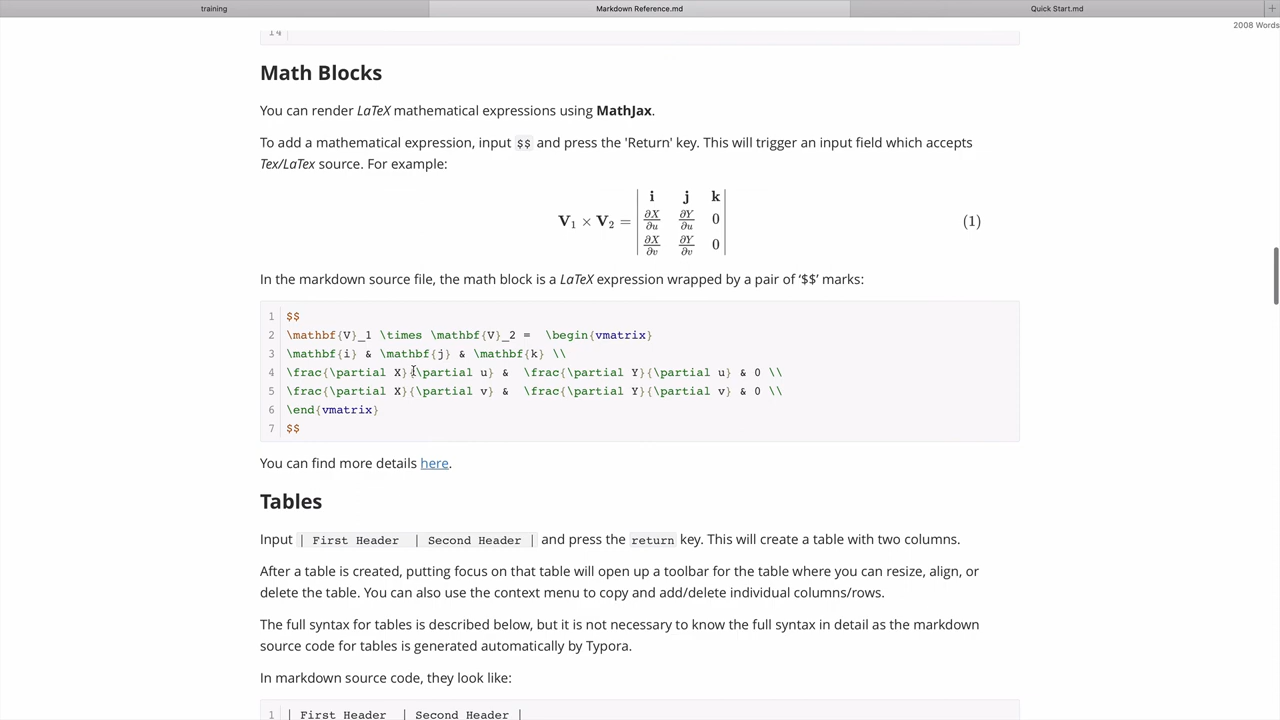 training
Markdown Reference.md
Quick Start.md
+
2008 Words
14
Math Blocks
You can render LaTeX mathematical expressions using MathJax.
To add a mathematical expression, input $$ and press the 'Return' key. This will trigger an input field which accepts
Tex/LaTex source. For example:
V₁ × V₂ = | i j k |
| ∂X/∂u ∂Y/∂u 0 | (1)
| ∂X/∂v ∂Y/∂v 0 |
In the markdown source file, the math block is a LaTeX expression wrapped by a pair of ‘$$’ marks:
1 $$
2 \mathbf{V}_1 \times \mathbf{V}_2 =  \begin{vmatrix}
3 \mathbf{i} & \mathbf{j} & \mathbf{k} \\
4 \frac{\partial X}{\partial u} &  \frac{\partial Y}{\partial u} & 0 \\
5 \frac{\partial X}{\partial v} &  \frac{\partial Y}{\partial v} & 0 \\
6 \end{vmatrix}
7 $$
You can find more details here.
Tables
Input | First Header  | Second Header | and press the return key. This will create a table with two columns.
After a table is created, putting focus on that table will open up a toolbar for the table where you can resize, align, or
delete the table. You can also use the context menu to copy and add/delete individual columns/rows.
The full syntax for tables is described below, but it is not necessary to know the full syntax in detail as the markdown
source code for tables is generated automatically by Typora.
In markdown source code, they look like:
1 | First Header  | Second Header |